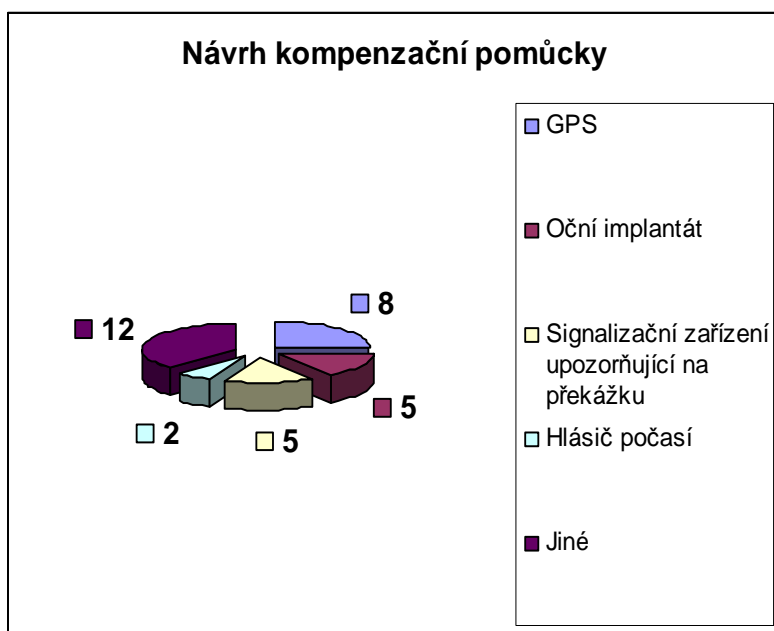 Návrh kompenzační pomůcky
8
12
5
2
5
GPS
Oční implantát
Signalizační zařízení
upozorňující na
překážku
Hlásič počasí
Jiné